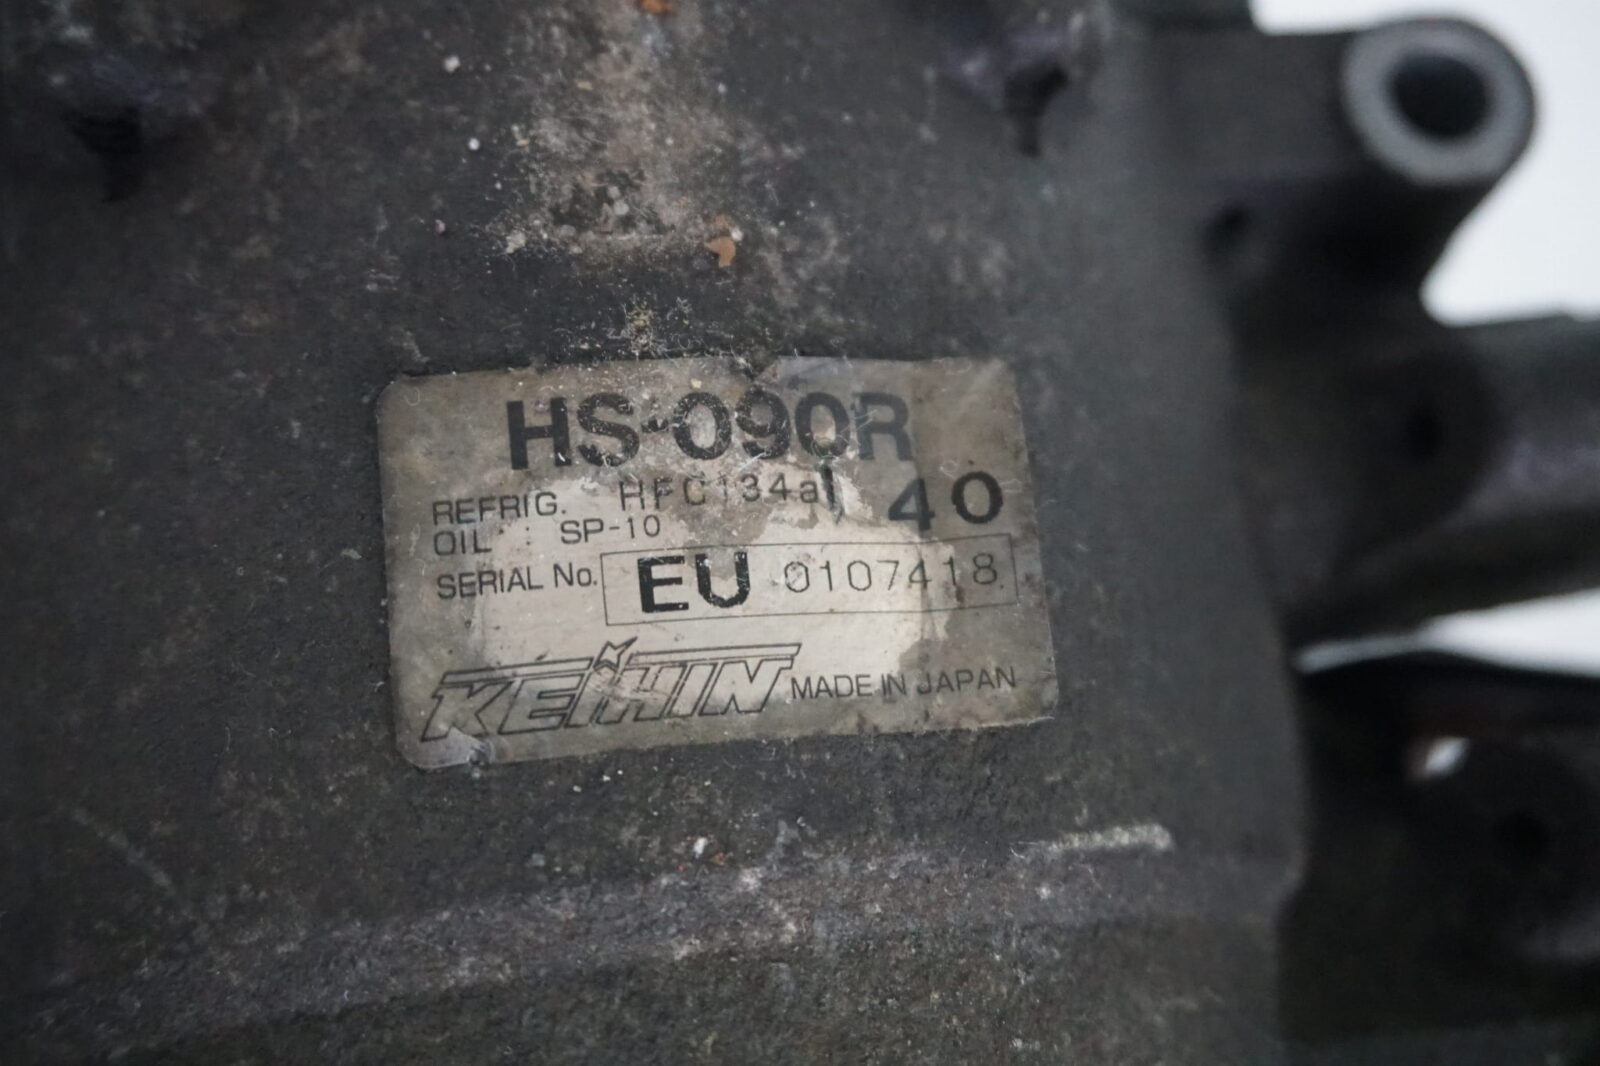 HS-090R
REFRIG. HFC134a 40
OIL : SP-10
SERIAL No. EU 0107418
KEIHIN MADE IN JAPAN